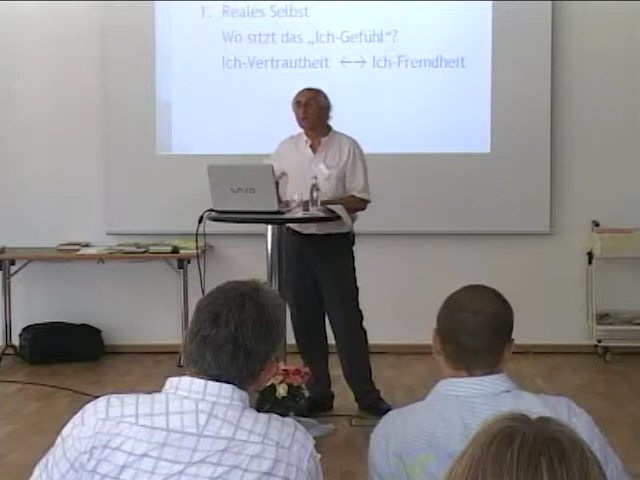 1. Reales Selbst
Wo sitzt das „Ich-Gefühl"?
Ich-Vertrautheit ↔ Ich-Fremdheit
VAIO